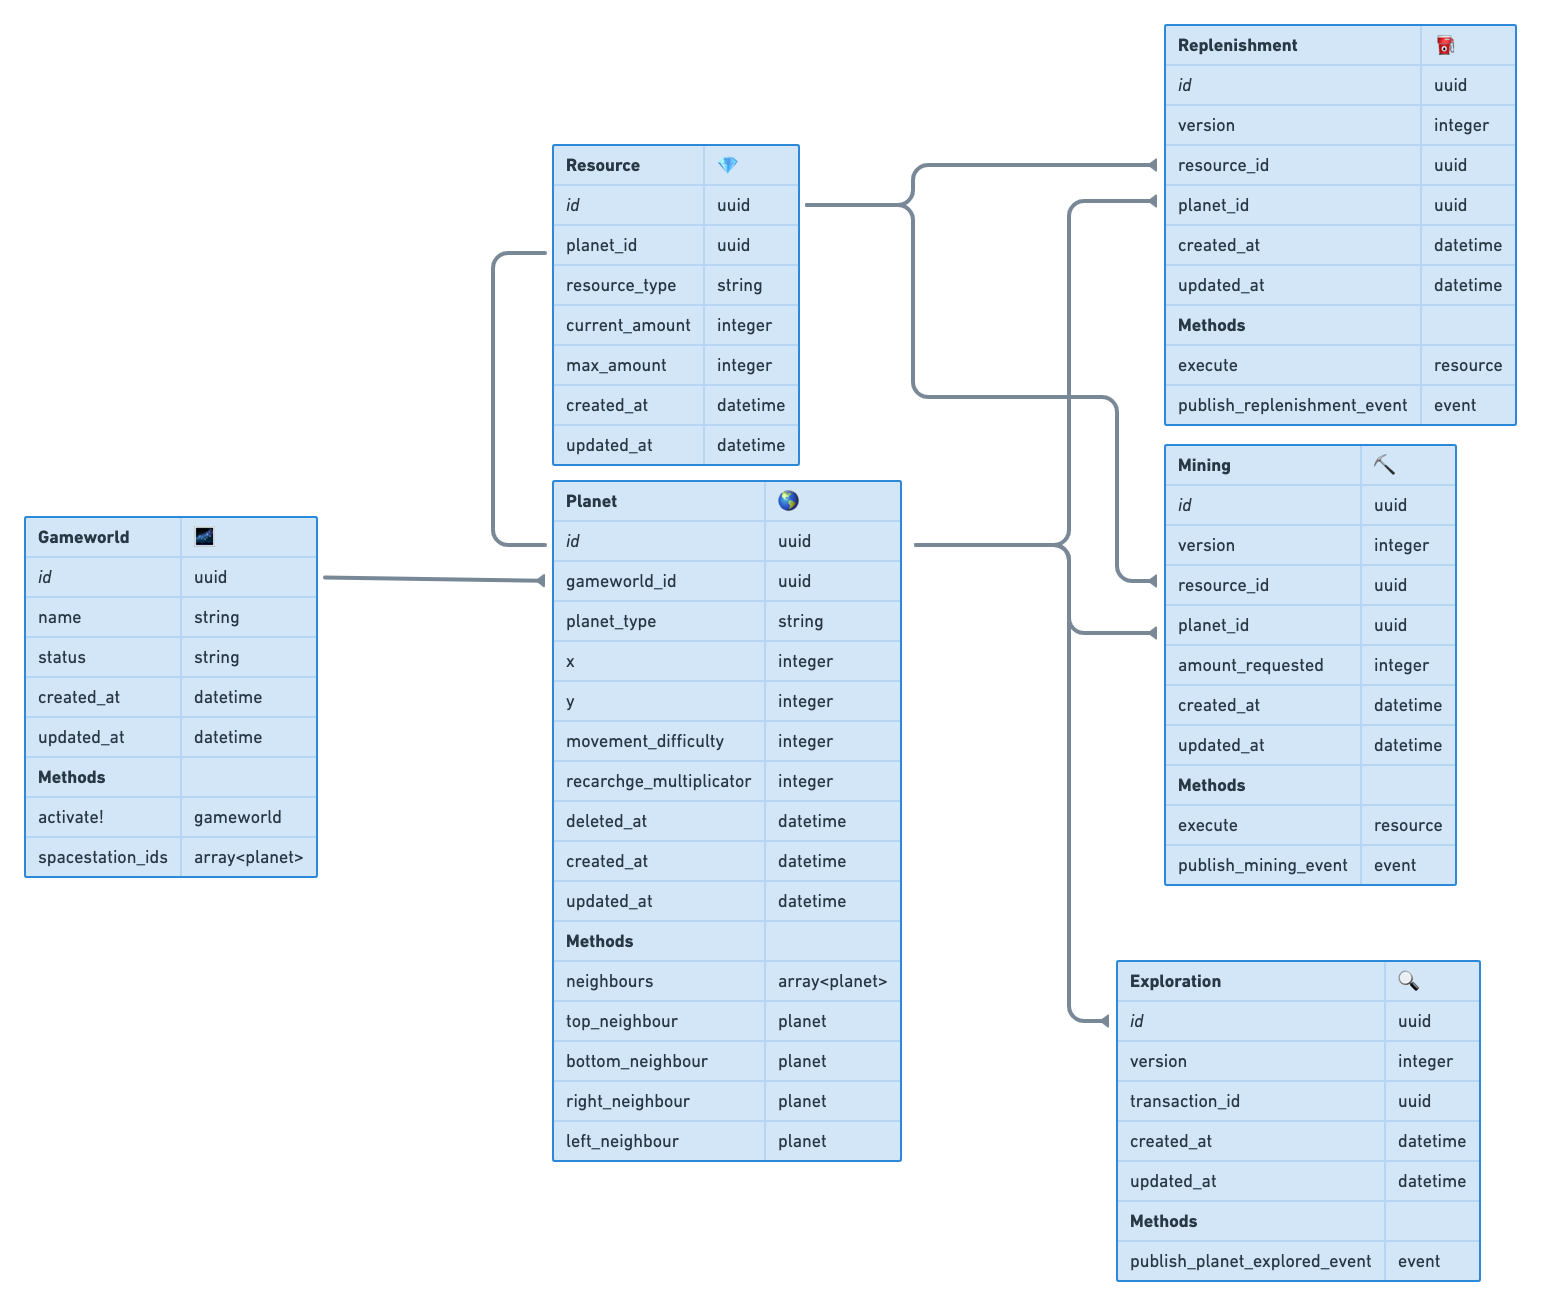 Gameworld
id uuid
name string
status string
created_at datetime
updated_at datetime
Methods
activate! gameworld
spacestation_ids array<planet>
Resource
id uuid
planet_id uuid
resource_type string
current_amount integer
max_amount integer
created_at datetime
updated_at datetime
Planet
id uuid
gameworld_id uuid
planet_type string
x integer
y integer
movement_difficulty integer
recarchge_multiplicator integer
deleted_at datetime
created_at datetime
updated_at datetime
Methods
neighbours array<planet>
top_neighbour planet
bottom_neighbour planet
right_neighbour planet
left_neighbour planet
Replenishment
id uuid
version integer
resource_id uuid
planet_id uuid
created_at datetime
updated_at datetime
Methods
execute resource
publish_replenishment_event event
Mining
id uuid
version integer
resource_id uuid
planet_id uuid
amount_requested integer
created_at datetime
updated_at datetime
Methods
execute resource
publish_mining_event event
Exploration
id uuid
version integer
transaction_id uuid
created_at datetime
updated_at datetime
Methods
publish_planet_explored_event event